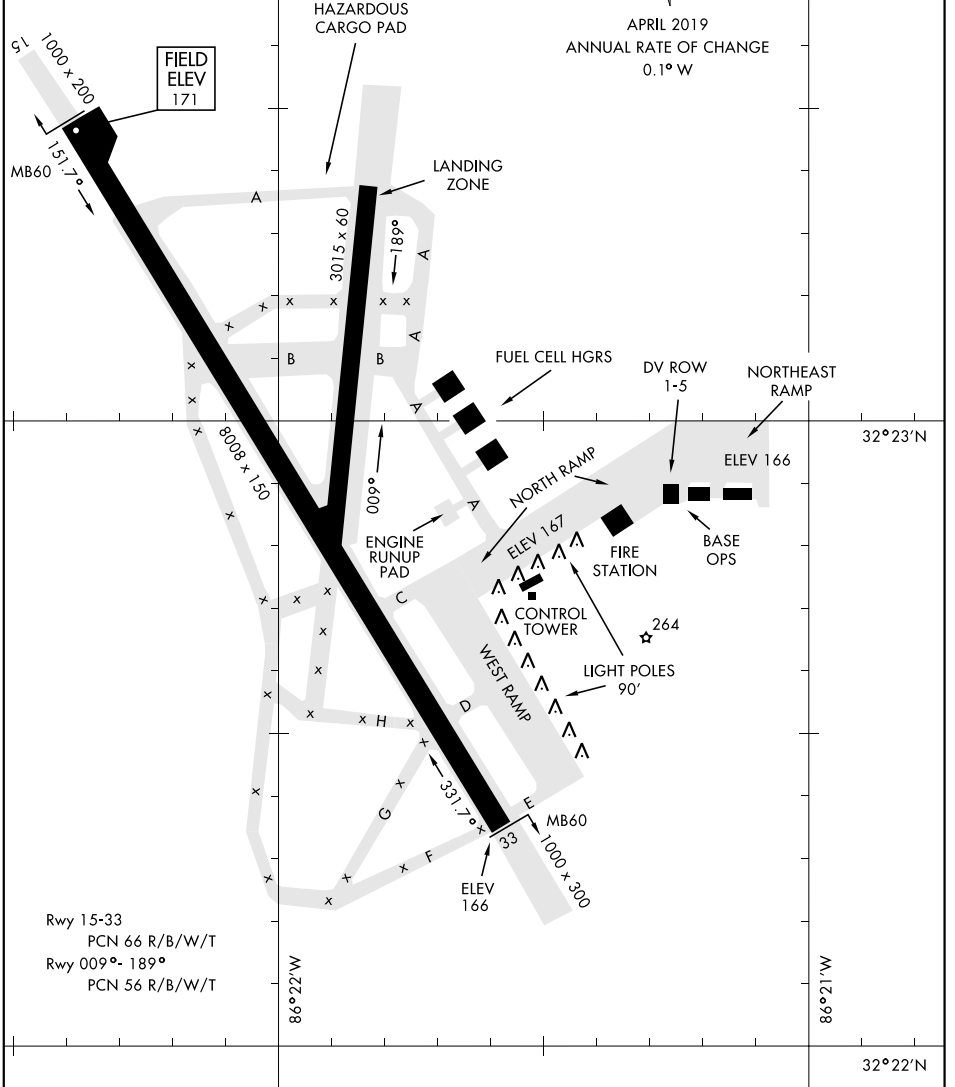 HAZARDOUS
CARGO PAD
APRIL 2019
ANNUAL RATE OF CHANGE
0.1° W
15
1000 x 200
FIELD
ELEV
171
MB60
151.7°
LANDING
ZONE
A
3015 x 60
189°
A
x x x x x x
A
B
B
x
FUEL CELL HGRS
DV ROW
1-5
NORTHEAST
RAMP
x
A
x
8008 x 150
32°23'N
ELEV 166
009°
NORTH RAMP
A
x
ELEV 167
ENGINE
RUNUP
PAD
FIRE
STATION
BASE
OPS
x x x
C
CONTROL
TOWER
x
264
x
WEST RAMP
LIGHT POLES
90'
x
D
x x H x
x
331.7°
x
x
G
E
MB60
x
33
1000 x 300
F
x
x x
ELEV
166
x
Rwy 15-33
PCN 66 R/B/W/T
Rwy 009°- 189°
PCN 56 R/B/W/T
86°22'W
86°21'W
32°22'N